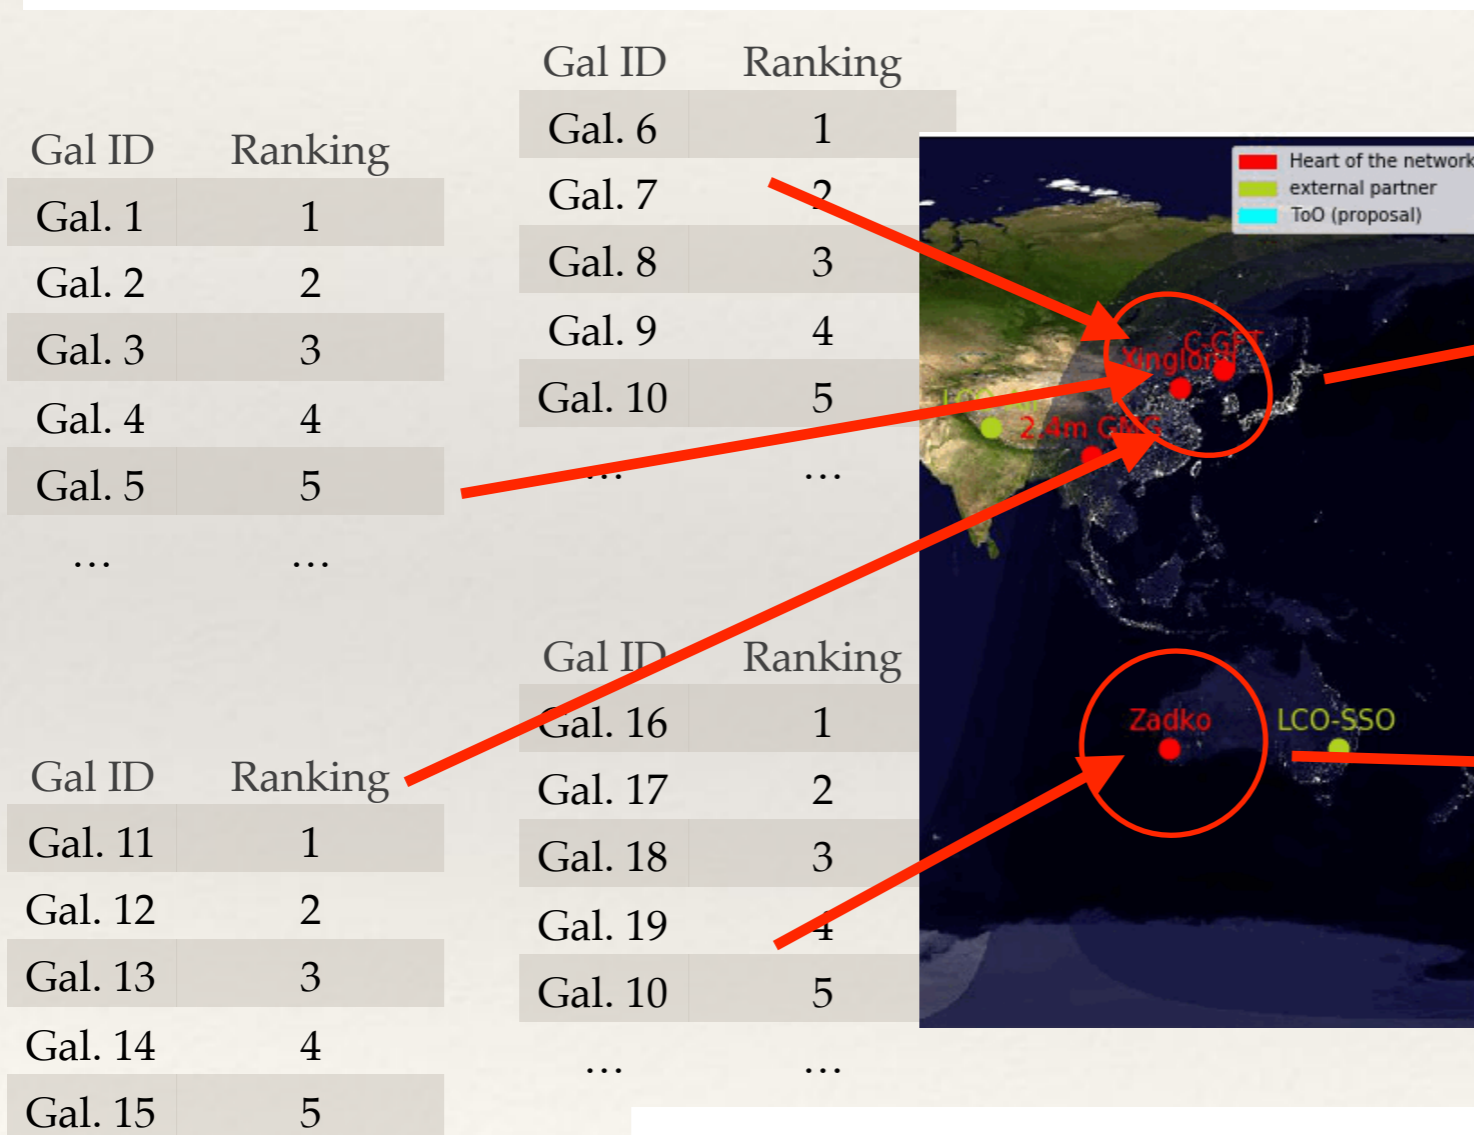 Gal ID Ranking
Gal. 1 1
Gal. 2 2
Gal. 3 3
Gal. 4 4
Gal. 5 5
… …
Gal ID Ranking
Gal. 6 1
Gal. 7 2
Gal. 8 3
Gal. 9 4
Gal. 10 5
… …
Gal ID Ranking
Gal. 11 1
Gal. 12 2
Gal. 13 3
Gal. 14 4
Gal. 15 5
Gal ID Ranking
Gal. 16 1
Gal. 17 2
Gal. 18 3
Gal. 19 4
Gal. 10 5
… …
Heart of the network
external partner
ToO (proposal)
C-GFT
Xinglong
2.4m GMG
Zadko
LCO-SSO